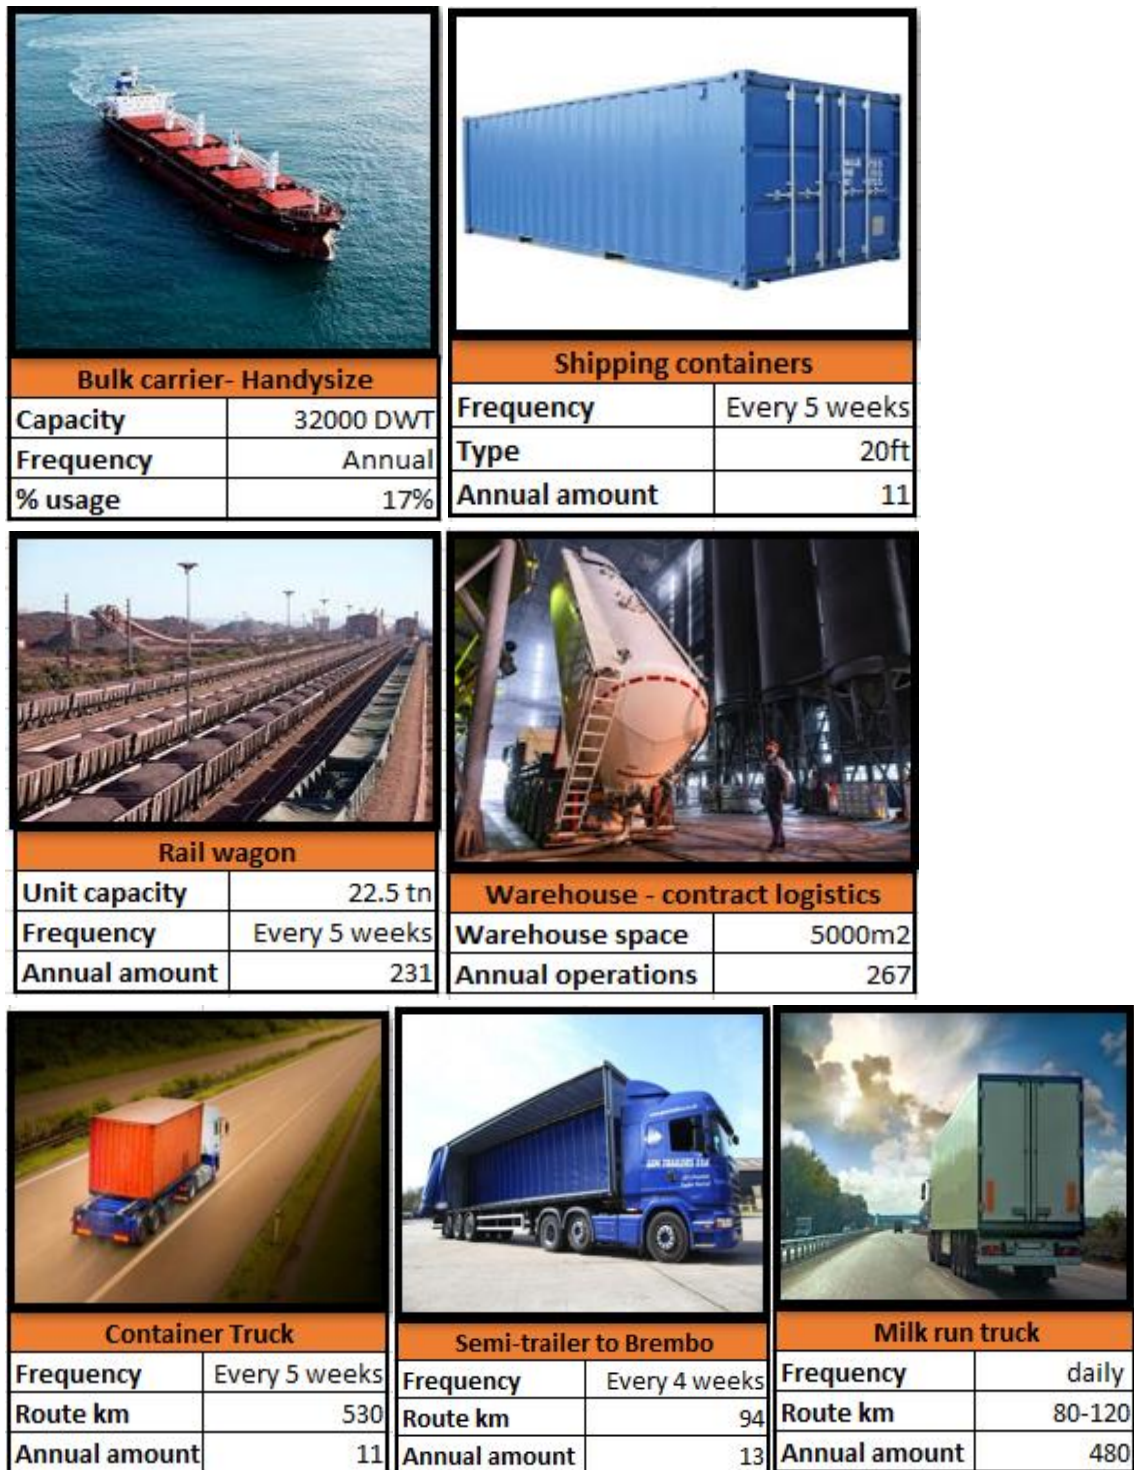 Bulk carrier- Handysize
Capacity 32000 DWT
Frequency Annual
% usage 17%
Shipping containers
Frequency Every 5 weeks
Type 20ft
Annual amount 11
Rail wagon
Unit capacity 22.5 tn
Frequency Every 5 weeks
Annual amount 231
Warehouse - contract logistics
Warehouse space 5000m2
Annual operations 267
Container Truck
Frequency Every 5 weeks
Route km 530
Annual amount 11
Semi-trailer to Brembo
Frequency Every 4 weeks
Route km 94
Annual amount 13
Milk run truck
Frequency daily
Route km 80-120
Annual amount 480